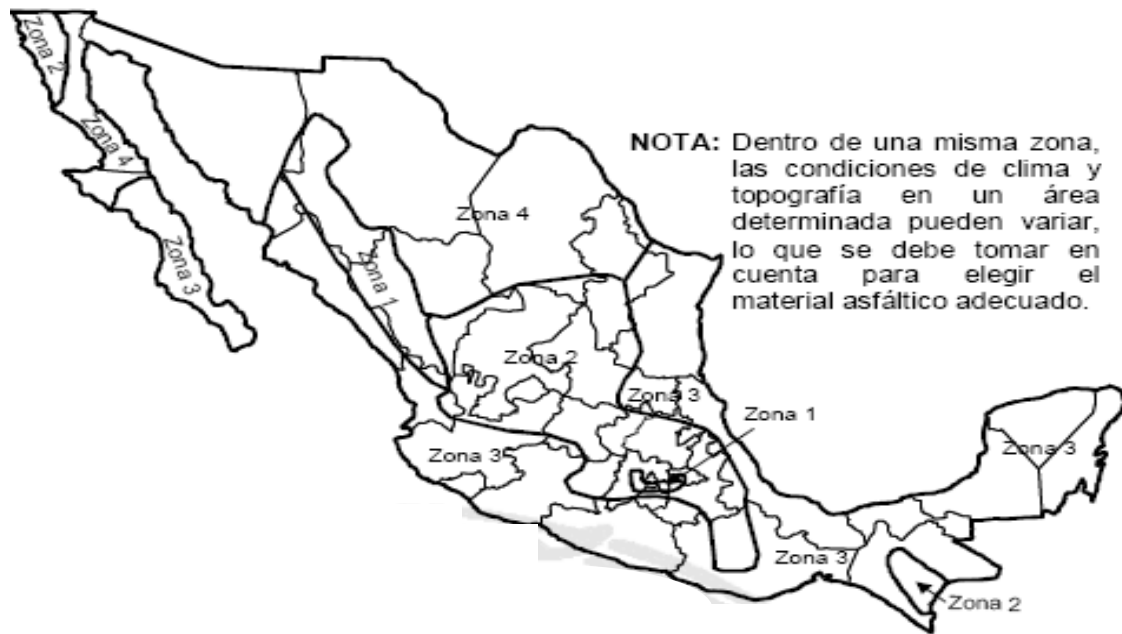 Zona 2
NOTA: Dentro de una misma zona,
las condiciones de clima y
topografía en un área
determinada pueden variar,
lo que se debe tomar en
cuenta para elegir el
material asfáltico adecuado.
Zona 4
Zona 4
Zona 3
Zona 1
Zona 2
Zona 3
Zona 1
Zona 3
Zona 3
Zona 3
Zona 2